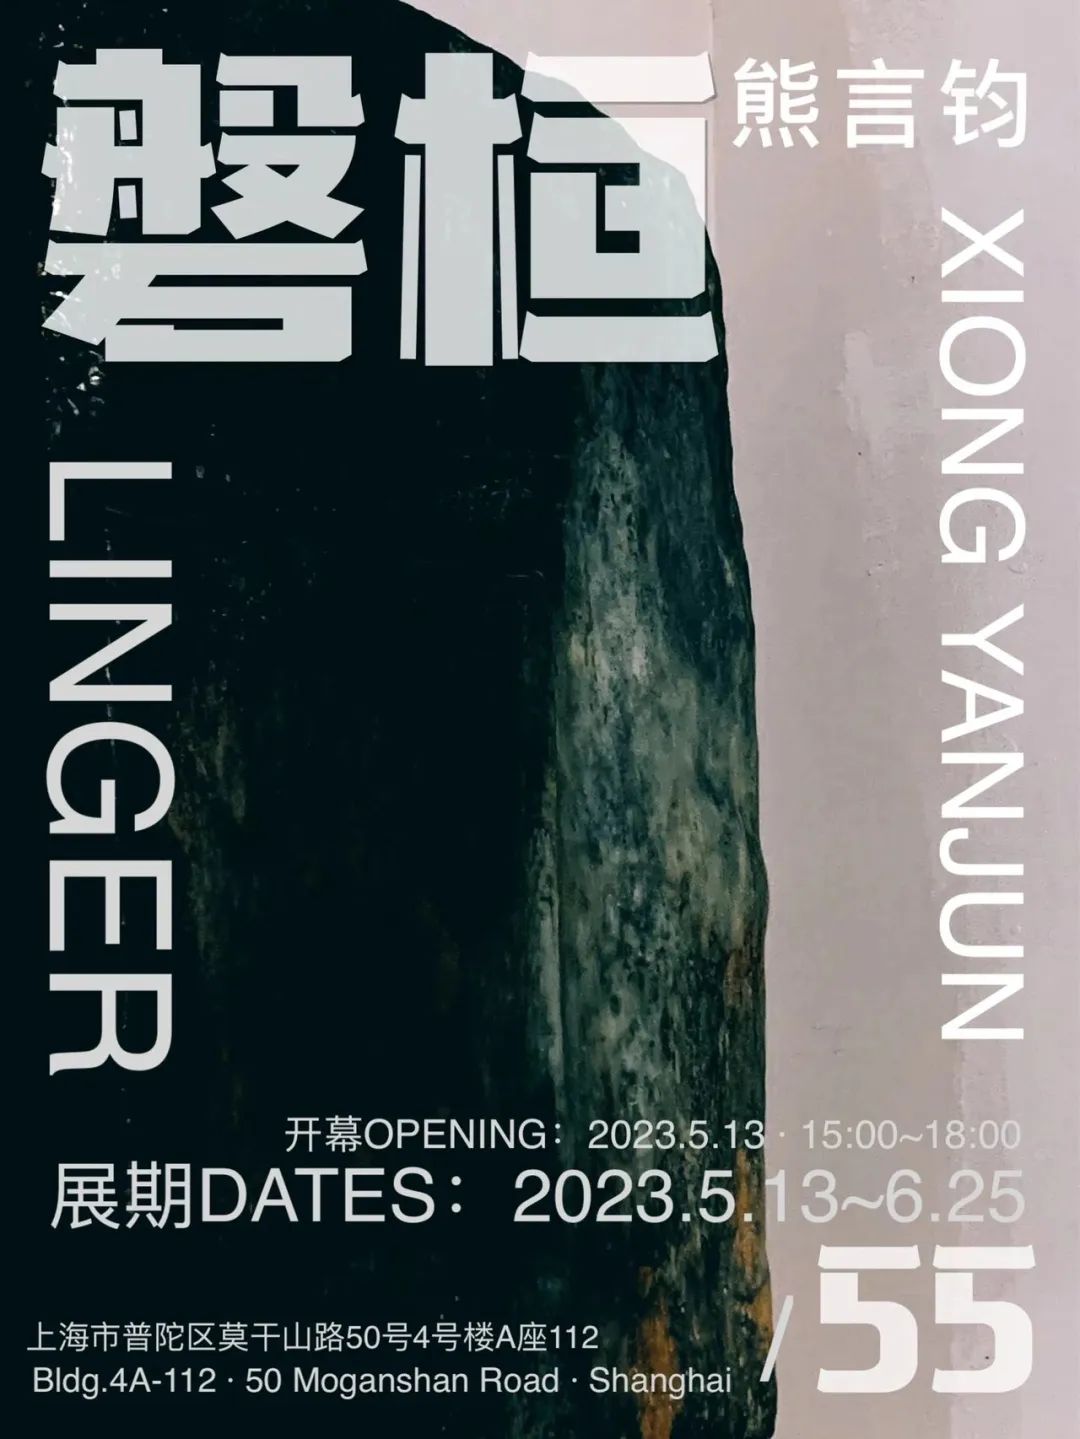 磐桓
熊言钧
XIONG YANJUN
LINGER
开幕OPENING：2023.5.13 · 15:00~18:00
展期DATES：2023.5.13~6.25
/55
上海市普陀区莫干山路50号4号楼A座112
Bldg.4A-112 · 50 Moganshan Road · Shanghai